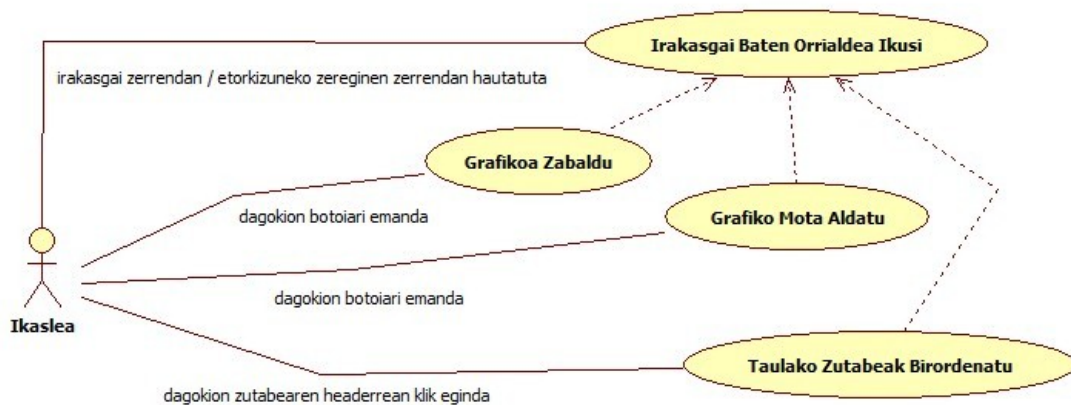 Irakasgai Baten Orrialdea Ikusi
irakasgai zerrendan / etorkizuneko zereginen zerrendan hautatuta
Grafikoa Zabaldu
dagokion botoiari emanda
Grafiko Mota Aldatu
dagokion botoiari emanda
Ikaslea
Taulako Zutabeak Birordenatu
dagokion zutabearen headerrean klik eginda